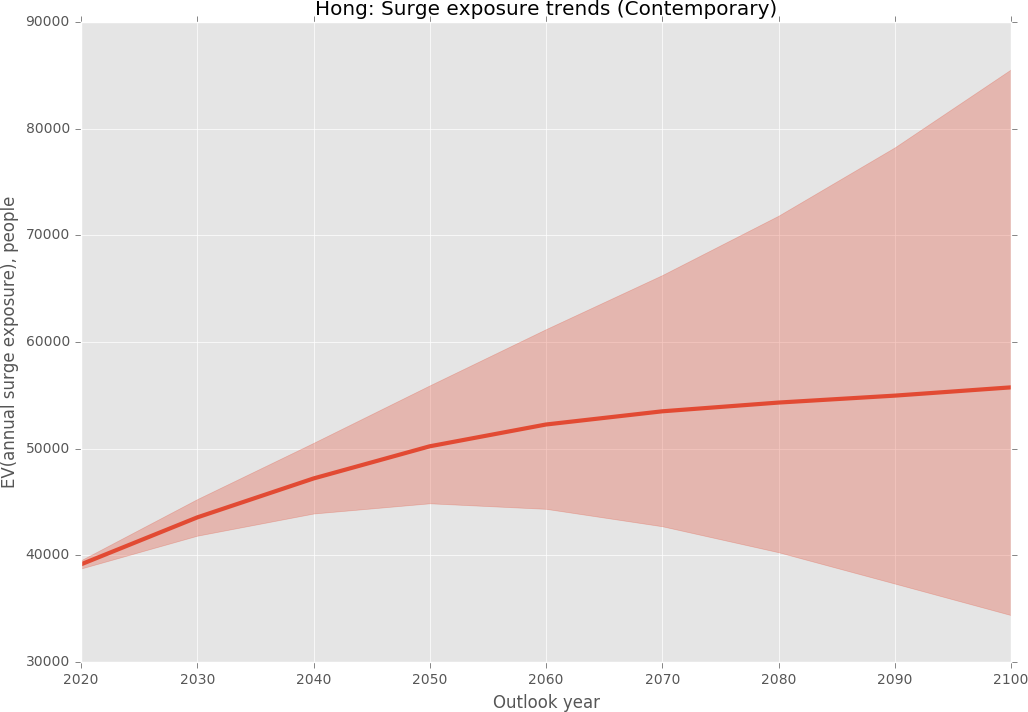 Hong: Surge exposure trends (Contemporary)
90000
80000
70000
60000
50000
40000
30000
EV(annual surge exposure), people
2020 2030 2040 2050 2060 2070 2080 2090 2100
Outlook year